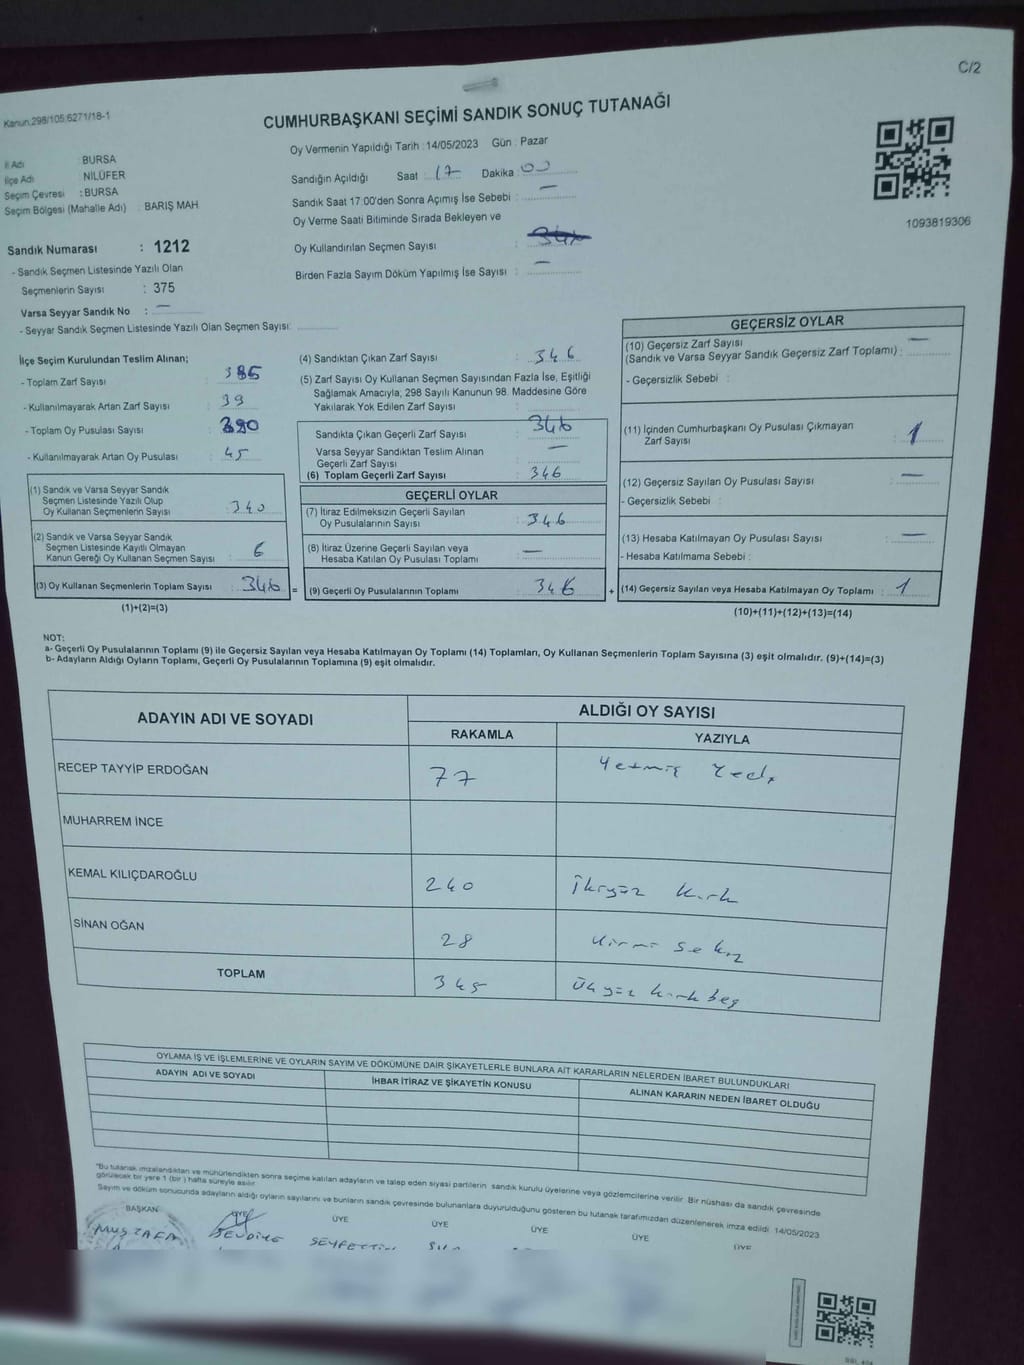 C/2
Kanun.298/105;6271/18-1
CUMHURBAŞKANI SEÇİMİ SANDIK SONUÇ TUTANAĞI
İl Adı : BURSA
İlçe Adı : NİLÜFER
Seçim Çevresi : BURSA
Seçim Bölgesi (Mahalle Adı) : BARIŞ MAH.
Sandık Numarası : 1212
- Sandık Seçmen Listesinde Yazılı Olan
Seçmenlerin Sayısı : 375
Varsa Seyyar Sandık No : —
- Seyyar Sandık Seçmen Listesinde Yazılı Olan Seçmen Sayısı:
Oy Vermenin Yapıldığı Tarih : 14/05/2023 Gün : Pazar
Sandığın Açıldığı Saat : 17 Dakika : 00
Sandık Saat 17:00'den Sonra Açımış İse Sebebi : —
Oy Verme Saati Bitiminde Sırada Bekleyen ve
Oy Kullandırılan Seçmen Sayısı :
Birden Fazla Sayım Döküm Yapılmış İse Sayısı : —
1093819306
İlçe Seçim Kurulundan Teslim Alınan;
- Toplam Zarf Sayısı : 385
- Kullanılmayarak Artan Zarf Sayısı : 39
- Toplam Oy Pusulası Sayısı : 390
- Kullanılmayarak Artan Oy Pusulası : 45
(1) Sandık ve Varsa Seyyar Sandık
Seçmen Listesinde Yazılı Olup
Oy Kullanan Seçmenlerin Sayısı : 340
(2) Sandık ve Varsa Seyyar Sandık
Seçmen Listesinde Kayıtlı Olmayan
Kanun Gereği Oy Kullanan Seçmen Sayısı : 6
(3) Oy Kullanan Seçmenlerin Toplam Sayısı : 346
(1)+(2)=(3)
(4) Sandıktan Çıkan Zarf Sayısı : 346
(5) Zarf Sayısı Oy Kullanan Seçmen Sayısından Fazla İse, Eşitliği
Sağlamak Amacıyla; 298 Sayılı Kanunun 98. Maddesine Göre
Yakılarak Yok Edilen Zarf Sayısı :
Sandıkta Çıkan Geçerli Zarf Sayısı : 346
Varsa Seyyar Sandıktan Teslim Alınan
Geçerli Zarf Sayısı : —
(6) Toplam Geçerli Zarf Sayısı : 346
GEÇERLİ OYLAR
(7) İtiraz Edilmeksizin Geçerli Sayılan
Oy Pusulalarının Sayısı : 346
(8) İtiraz Üzerine Geçerli Sayılan veya
Hesaba Katılan Oy Pusulası Toplamı : —
= (9) Geçerli Oy Pusulalarının Toplamı : 346
GEÇERSİZ OYLAR
(10) Geçersiz Zarf Sayısı
(Sandık ve Varsa Seyyar Sandık Geçersiz Zarf Toplamı) : —
- Geçersizlik Sebebi :
(11) İçinden Cumhurbaşkanı Oy Pusulası Çıkmayan
Zarf Sayısı : 1
(12) Geçersiz Sayılan Oy Pusulası Sayısı : —
- Geçersizlik Sebebi :
(13) Hesaba Katılmayan Oy Pusulası Sayısı : —
- Hesaba Katılmama Sebebi :
+ (14) Geçersiz Sayılan veya Hesaba Katılmayan Oy Toplamı : 1
(10)+(11)+(12)+(13)=(14)
NOT:
a- Geçerli Oy Pusulalarının Toplamı (9) ile Geçersiz Sayılan veya Hesaba Katılmayan Oy Toplamı (14) Toplamları, Oy Kullanan Seçmenlerin Toplam Sayısına (3) eşit olmalıdır. (9)+(14)=(3)
b- Adayların Aldığı Oyların Toplamı, Geçerli Oy Pusulalarının Toplamına (9) eşit olmalıdır.
ADAYIN ADI VE SOYADI
ALDIĞI OY SAYISI
RAKAMLA YAZIYLA
RECEP TAYYİP ERDOĞAN 77 Yetmiş Yedi
MUHARREM İNCE
KEMAL KILIÇDAROĞLU 240 İkiyüz kırk
SİNAN OĞAN 28 Yirmi sekiz
TOPLAM 345 Üçyüz kırk beş
OYLAMA İŞ VE İŞLEMLERİNE VE OYLARIN SAYIM VE DÖKÜMÜNE DAİR ŞİKAYETLERLE BUNLARA AİT KARARLARIN NELERDEN İBARET BULUNDUKLARI
ADAYIN ADI VE SOYADI İHBAR İTİRAZ VE ŞİKAYETİN KONUSU ALINAN KARARIN NEDEN İBARET OLDUĞU
"Bu tutanak imzalandıktan ve mühürlendikten sonra seçime katılan adayların ve talep eden siyasi partilerin sandık kurulu üyelerine veya gözlemcilerine verilir. Bir nüshası da sandık çevresinde
görülecek bir yere 1 (bir) hafta süreyle asılır.
Sayım ve döküm sonucunda adayların aldığı oyların sayılarını ve bunların sandık çevresinde bulunanlara duyurulduğunu gösteren bu tutanak tarafımızdan düzenlenerek imza edildi. 14/05/2023
BAŞKAN ÜYE ÜYE ÜYE ÜYE ÜYE ÜYE
MUSTAFA SEYFETTİN